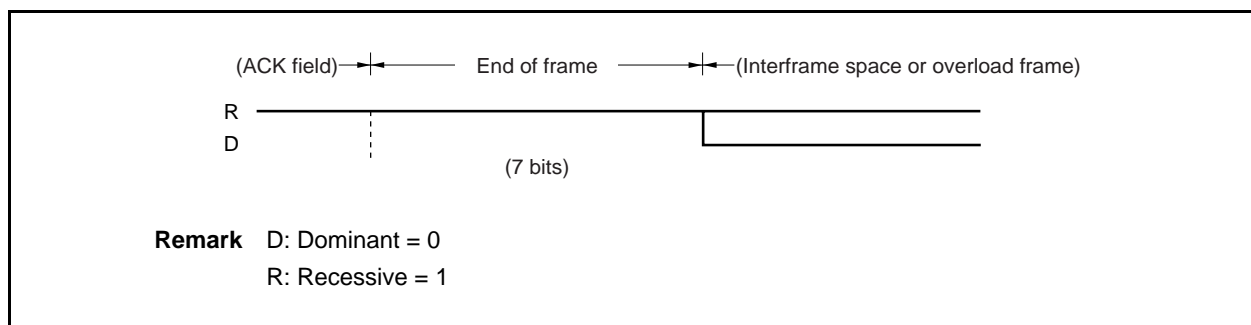 (ACK field) End of frame (Interframe space or overload frame)
R
D
(7 bits)
Remark D: Dominant = 0
R: Recessive = 1